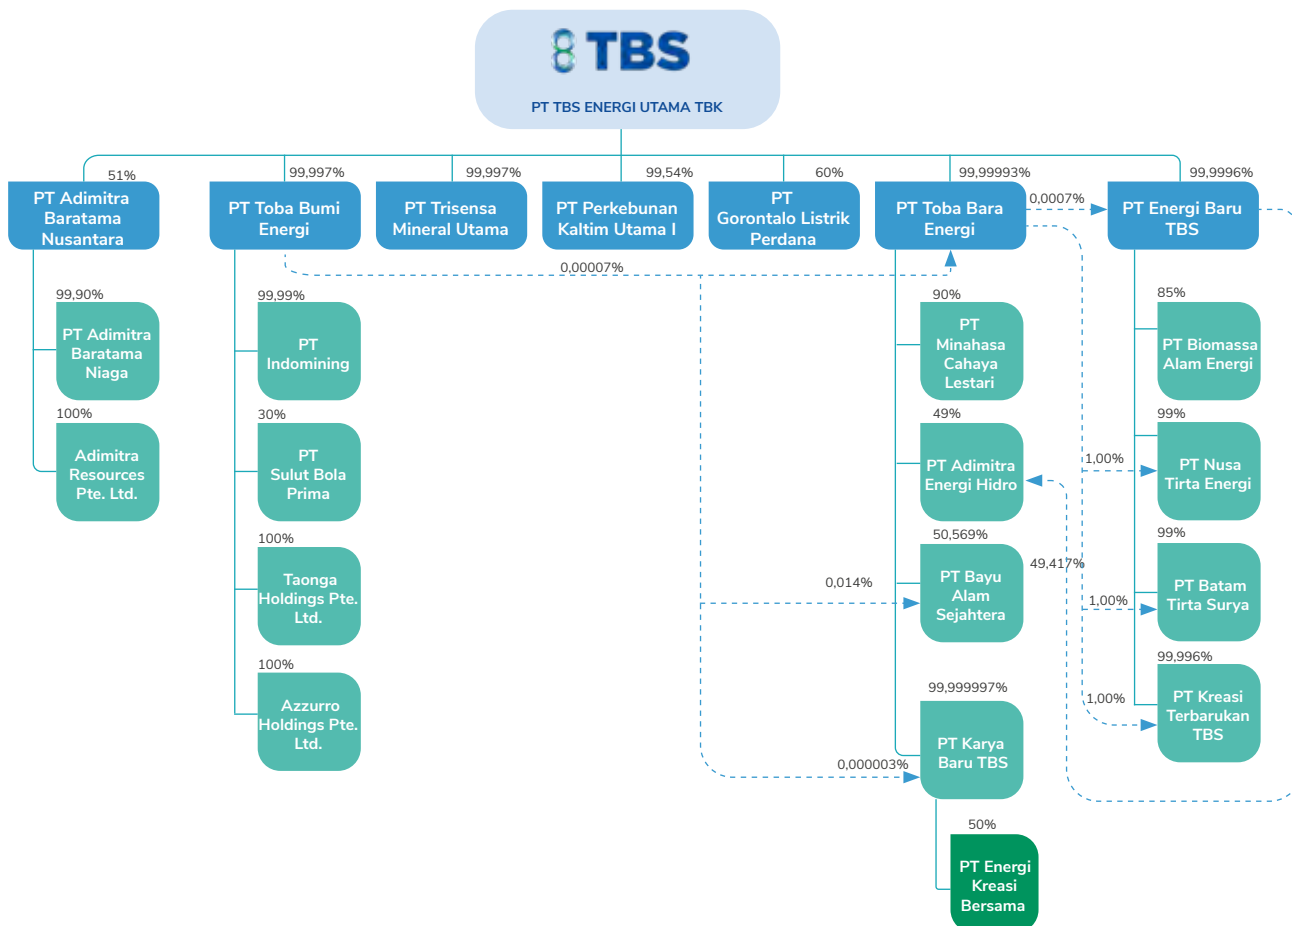 TBS
PT TBS ENERGI UTAMA TBK
51%
99,997%
99,997%
99,54%
60%
99,99993%
99,9996%
PT Adimitra
Baratama
Nusantara
PT Toba Bumi
Energi
PT Trisensa
Mineral Utama
PT Perkebunan
Kaltim Utama I
PT
Gorontalo Listrik
Perdana
PT Toba Bara
Energi
0,0007%
PT Energi Baru
TBS
0,00007%
99,90%
PT Adimitra
Baratama
Niaga
100%
Adimitra
Resources
Pte. Ltd.
99,99%
PT
Indomining
30%
PT
Sulut Bola
Prima
100%
Taonga
Holdings Pte.
Ltd.
100%
Azzurro
Holdings Pte.
Ltd.
90%
PT
Minahasa
Cahaya
Lestari
49%
PT Adimitra
Energi Hidro
50,569%
PT Bayu
Alam
Sejahtera
0,014%
49,417%
99,999997%
PT Karya
Baru TBS
0,000003%
50%
PT Energi
Kreasi
Bersama
85%
PT Biomassa
Alam Energi
99%
PT Nusa
Tirta Energi
1,00%
99%
PT Batam
Tirta Surya
1,00%
99,996%
PT Kreasi
Terbarukan
TBS
1,00%